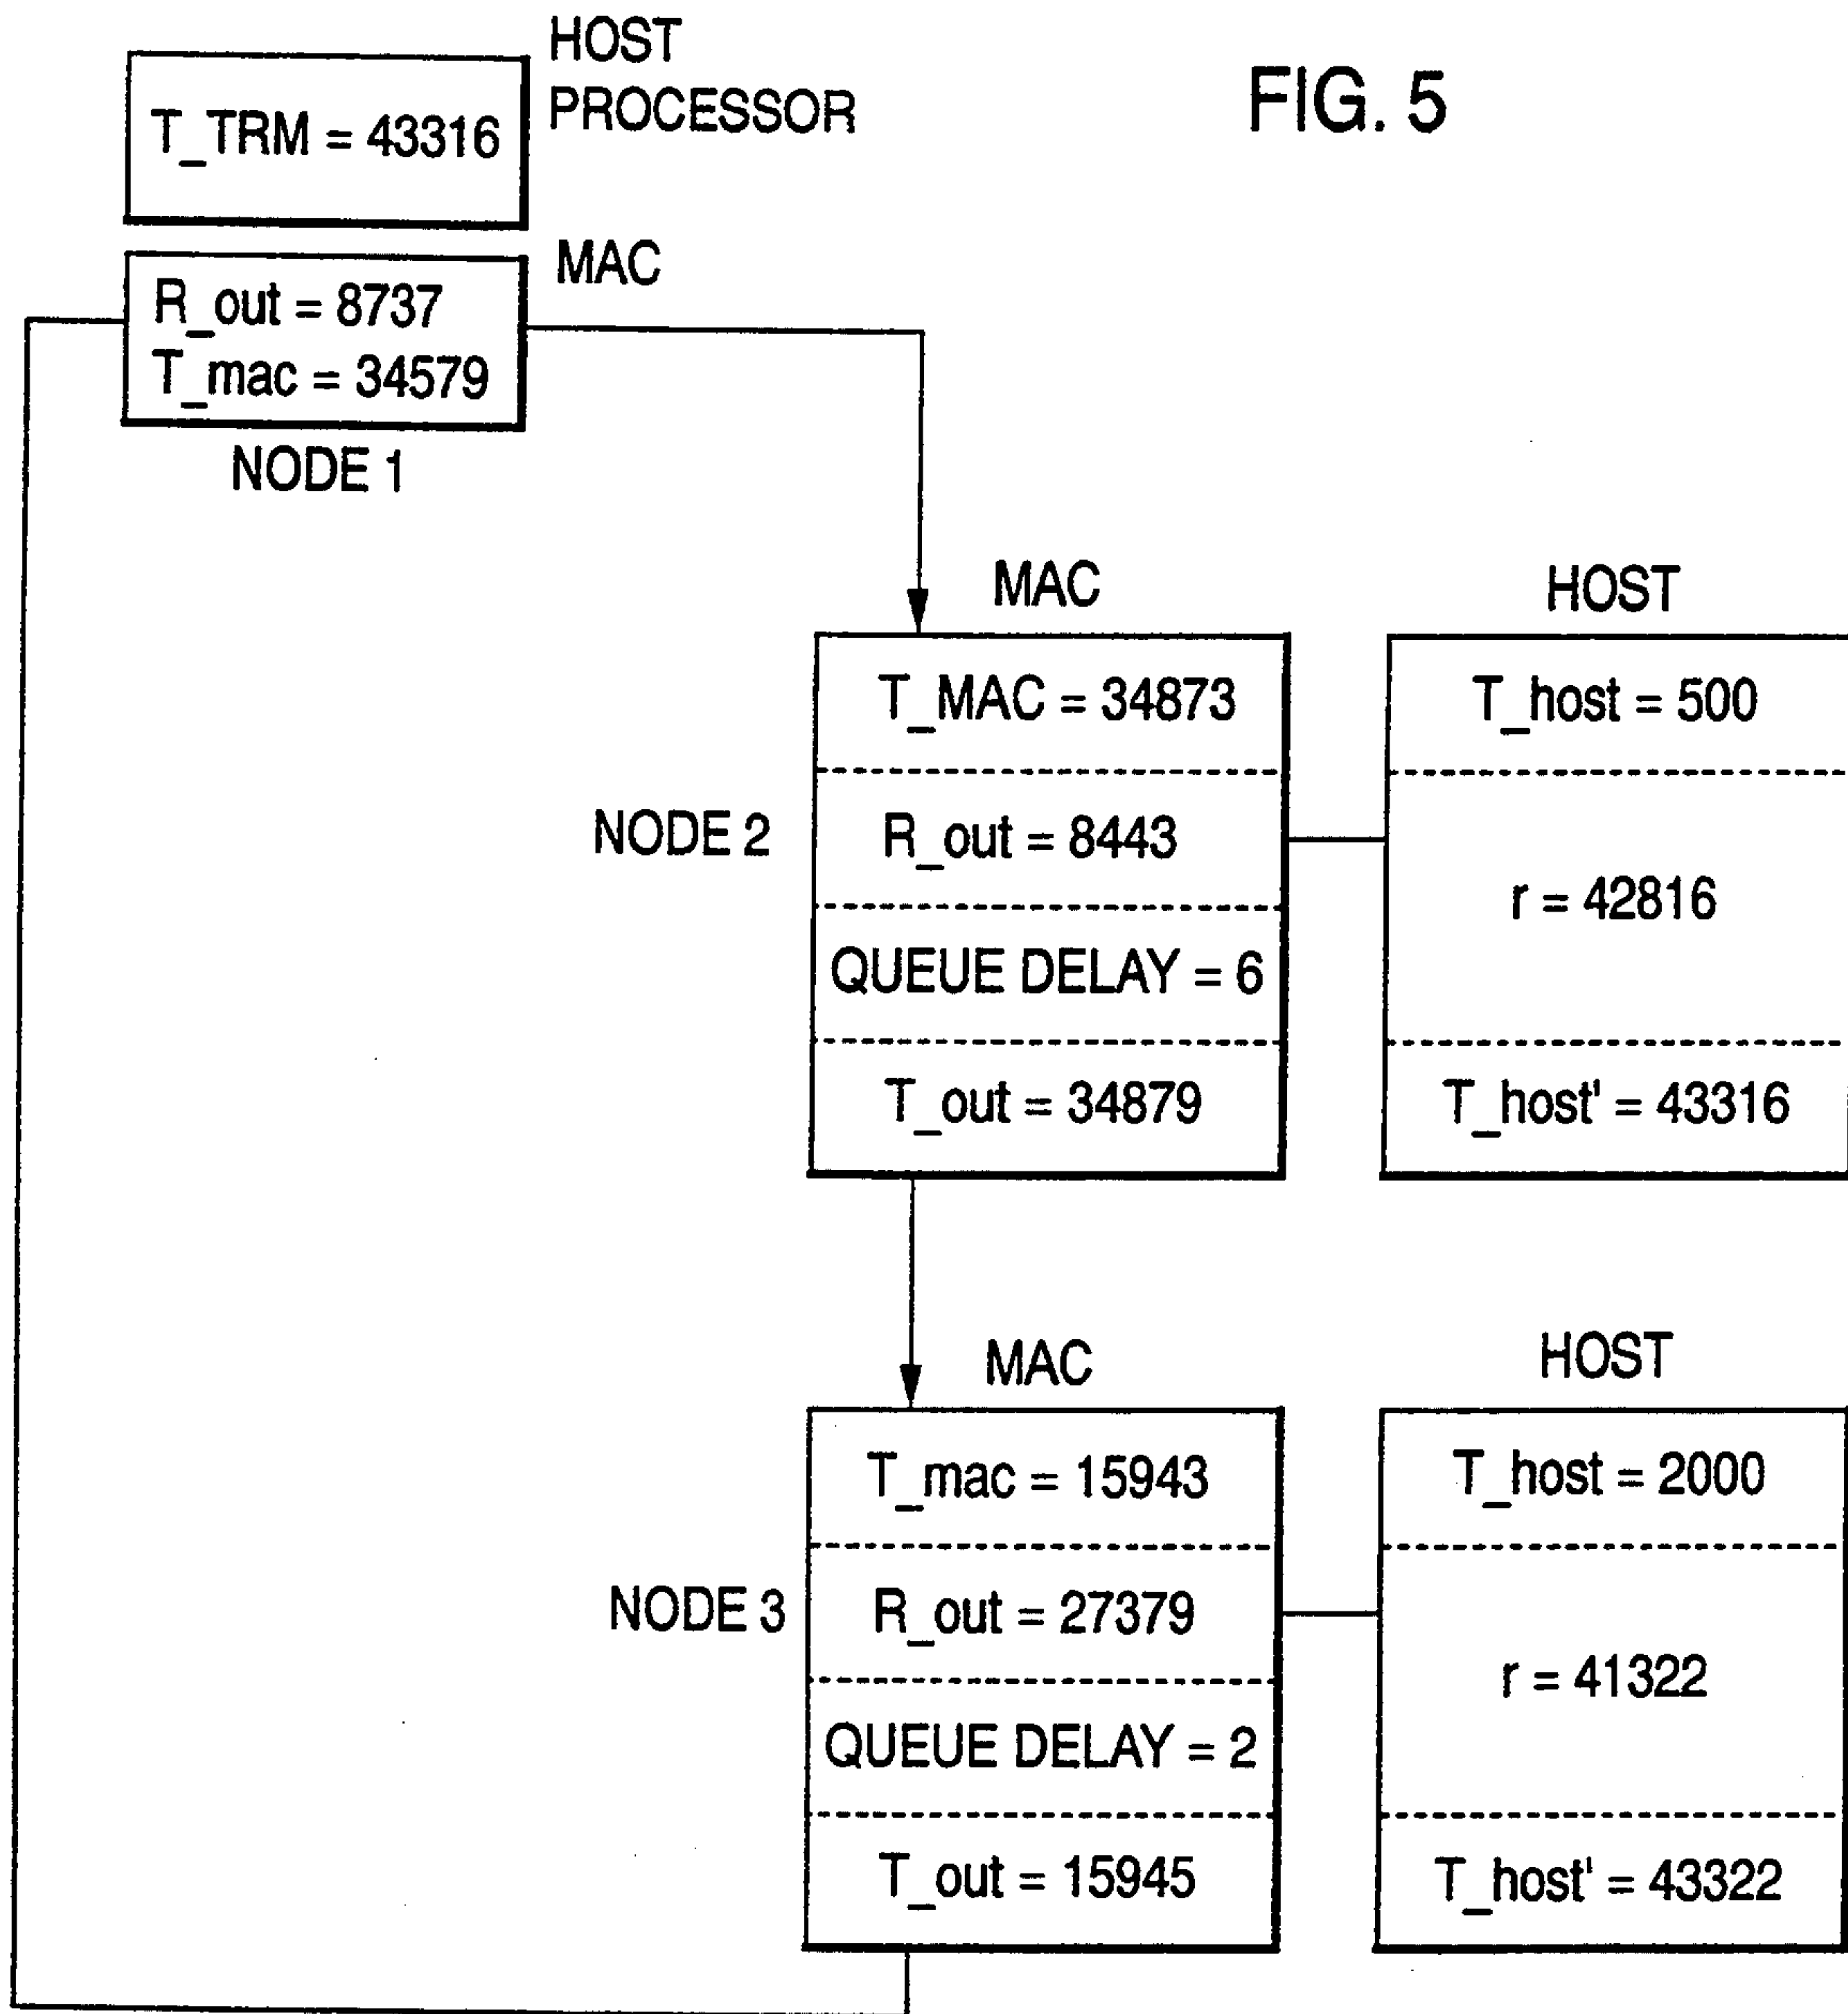 FIG. 5
HOST
PROCESSOR
T_TRM = 43316
MAC
R_out = 8737
T_mac = 34579
NODE 1
MAC
T_MAC = 34873
NODE 2
R_out = 8443
QUEUE DELAY = 6
T_out = 34879
HOST
T_host = 500
r = 42816
T_host' = 43316
MAC
T_mac = 15943
NODE 3
R_out = 27379
QUEUE DELAY = 2
T_out = 15945
HOST
T_host = 2000
r = 41322
T_host' = 43322